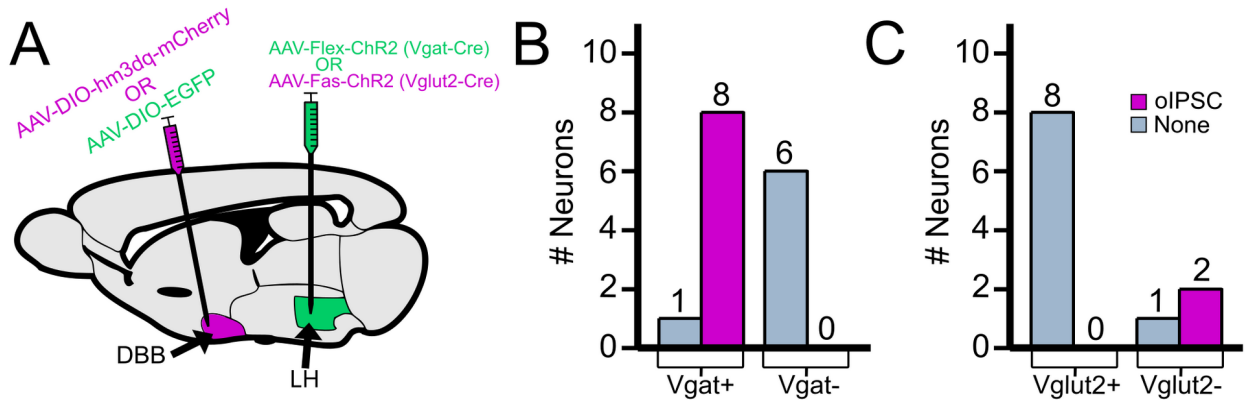 A
AAV-DIO-hm3dq-mCherry
OR
AAV-DIO-EGFP
AAV-Flex-ChR2 (Vgat-Cre)
OR
AAV-Fas-ChR2 (Vglut2-Cre)
DBB
LH
B
# Neurons
10
8
6
4
2
0
1
8
6
0
Vgat+
Vgat-
C
# Neurons
10
8
6
4
2
0
8
0
1
2
Vglut2+
Vglut2-
oIPSC
None